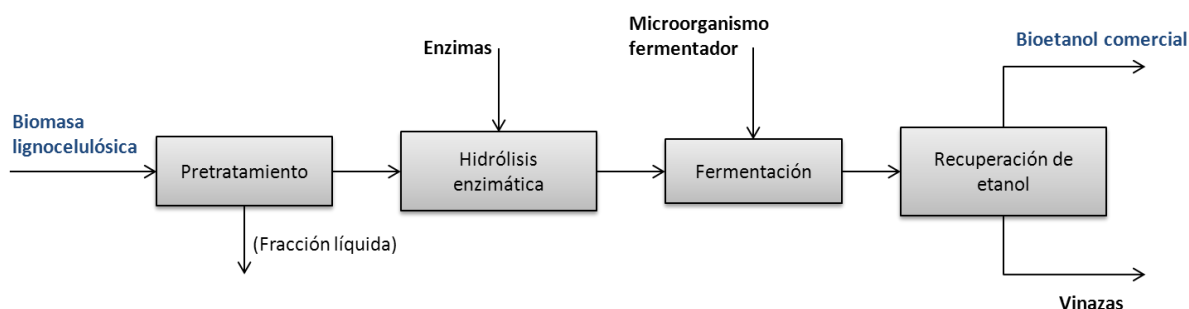 Microorganismo
fermentador
Bioetanol comercial
Enzimas
Biomasa
lignocelulósica
Pretratamiento
Hidrólisis
enzimática
Fermentación
Recuperación de
etanol
(Fracción líquida)
Vinazas